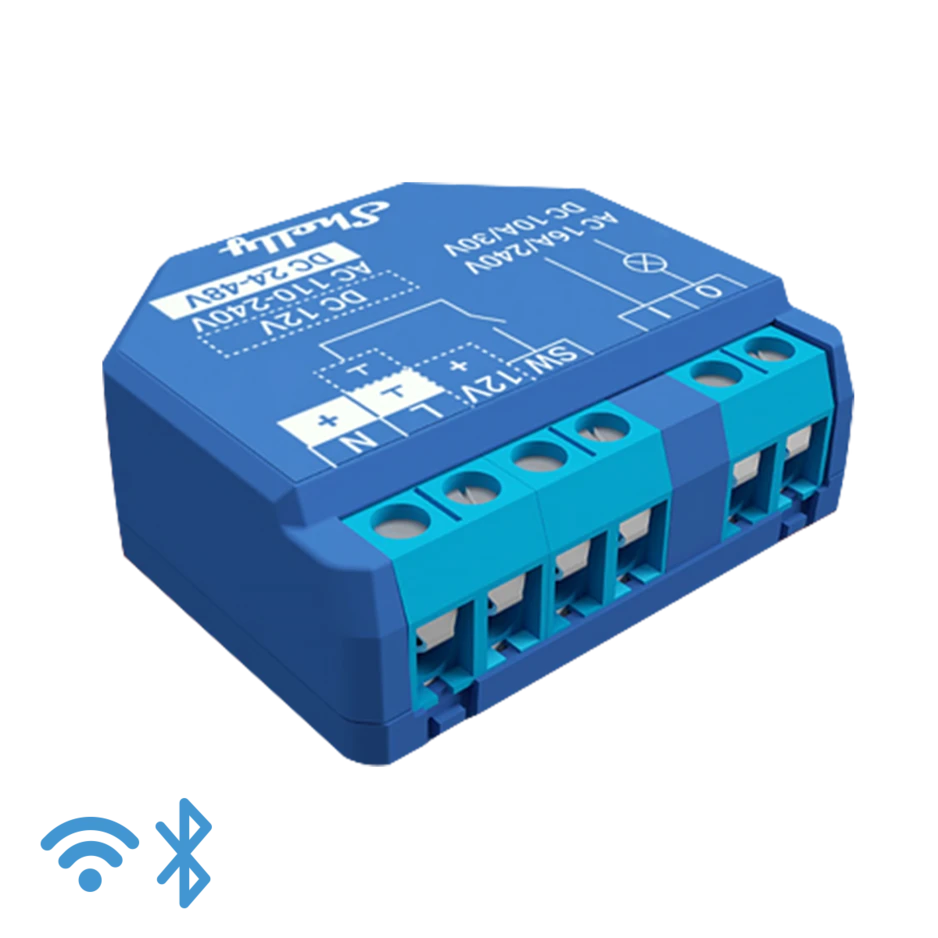 Shelly
DC 24-48V
AC 110-240V
DC 12V
AC 16A/240V
DC 10A/30V
+
⊥
⊥
+
N
L
12V
SW
I
O